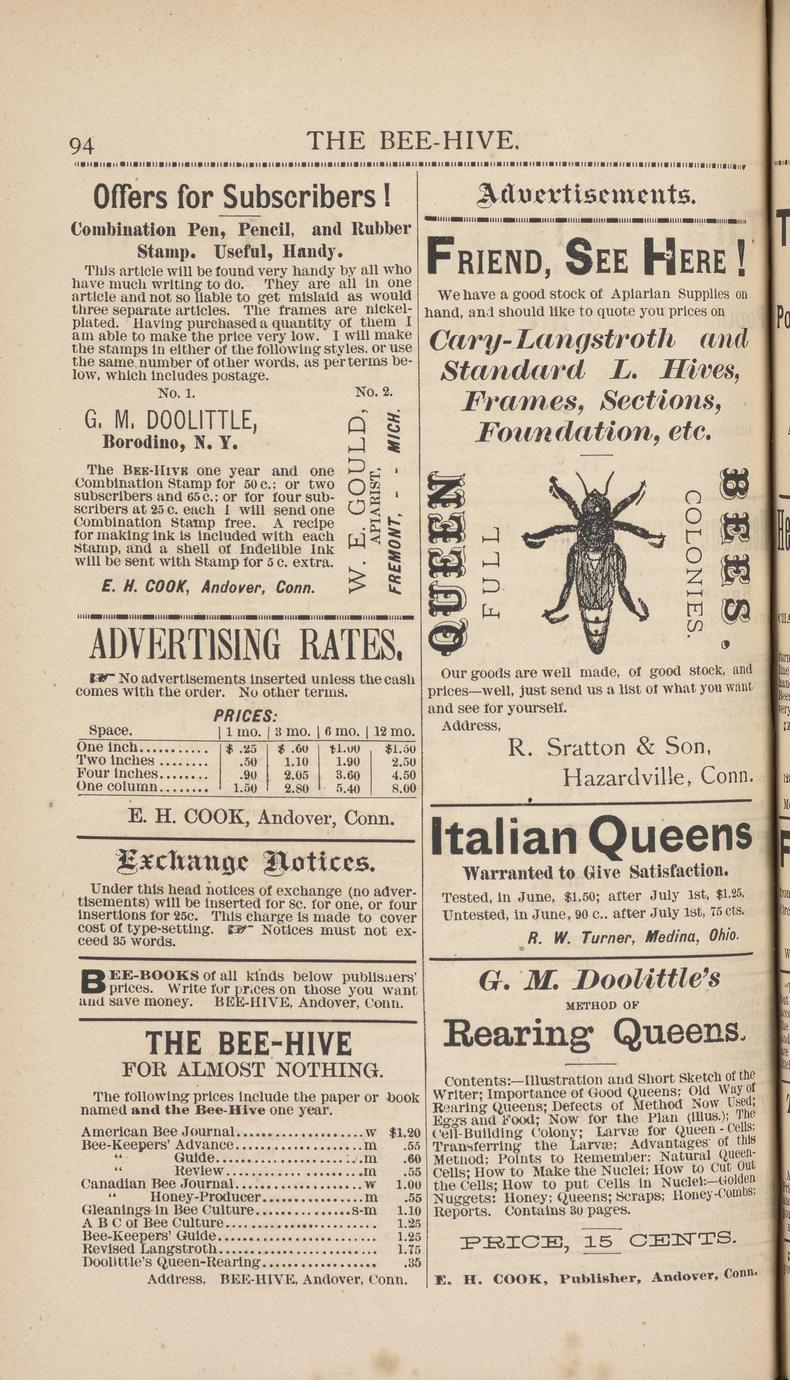 94
THE BEE-HIVE.
Offers for Subscribers!
Combination Pen, Pencil, and Rubber
Stamp. Useful, Handy.
This article will be found very handy by all who
have much writing to do. They are all in one
article and not so liable to get mislaid as would
three separate articles. The frames are nickel-
plated. Having purchased a quantity of them I
am able to make the price very low. I will make
the stamps in either of the following styles, or use
the same number of other words, as per terms be-
low, which includes postage.
No. 1.
No. 2.
G. M. DOOLITTLE,
Borodino, N. Y.
W. E. GOULD,
APIARIST,
FREMONT, - - MICH.
The BEE-HIVE one year and one
Combination Stamp for 50 c.; or two
subscribers and 65 c.; or for four sub-
scribers at 25 c. each I will send one
Combination Stamp free. A recipe
for making ink is included with each
Stamp, and a shell of Indelible Ink
will be sent with Stamp for 5 c. extra.
E. H. COOK, Andover, Conn.
ADVERTISING RATES.
☞ No advertisements inserted unless the cash
comes with the order. No other terms.
PRICES:
Space. | 1 mo. | 3 mo. | 6 mo. | 12 mo.
One inch........... $ .25 $ .60 $1.00 $1.50
Two inches ........ .50 1.10 1.90 2.50
Four inches........ .90 2.05 3.60 4.50
One column........ 1.50 2.80 5.40 8.00
E. H. COOK, Andover, Conn.
Exchange Notices.
Under this head notices of exchange (no adver-
tisements) will be inserted for 8c. for one, or four
insertions for 25c. This charge is made to cover
cost of type-setting. ☞ Notices must not ex-
ceed 35 words.
BEE-BOOKS of all kinds below publishers'
prices. Write for prices on those you want
and save money. BEE-HIVE, Andover, Conn.
THE BEE-HIVE
FOR ALMOST NOTHING.
The following prices include the paper or book
named and the Bee-Hive one year.
American Bee Journal....................w $1.20
Bee-Keepers' Advance....................m .55
" Guide....................m .60
" Review....................m .55
Canadian Bee Journal....................w 1.00
" Honey-Producer...............m .55
Gleanings in Bee Culture..............s-m 1.10
A B C of Bee Culture....................... 1.25
Bee-Keepers' Guide........................ 1.25
Revised Langstroth........................ 1.75
Doolittle's Queen-Rearing.................. .35
Address, BEE-HIVE, Andover, Conn.
Advertisements.
FRIEND, SEE HERE!
We have a good stock of Apiarian Supplies on
hand, and should like to quote you prices on
Cary-Langstroth and
Standard L. Hives,
Frames, Sections,
Foundation, etc.
QUEEN
FULL
COLONIES.
BEES,
Our goods are well made, of good stock, and
prices—well, just send us a list of what you want
and see for yourself.
Address,
R. Sratton & Son,
Hazardville, Conn.
Italian Queens
Warranted to Give Satisfaction.
Tested, in June, $1.50; after July 1st, $1.25.
Untested, in June, 90 c.. after July 1st, 75 cts.
R. W. Turner, Medina, Ohio.
G. M. Doolittle's
METHOD OF
Rearing Queens.
Contents:—Illustration and Short Sketch of the
Writer; Importance of Good Queens; Old Way of
Rearing Queens; Defects of Method Now Used;
Eggs and Food; Now for the Plan (Illus.); The
Cell-Building Colony; Larvæ for Queen-Cells;
Transferring the Larvæ; Advantages of this
Method; Points to Remember; Natural Queen-
Cells; How to Make the Nuclei; How to Cut Out
the Cells; How to put Cells in Nuclei:—Golden
Nuggets: Honey; Queens; Scraps; Honey-Combs;
Reports. Contains 30 pages.
PRICE, 15 CENTS.
E. H. COOK, Publisher, Andover, Conn.